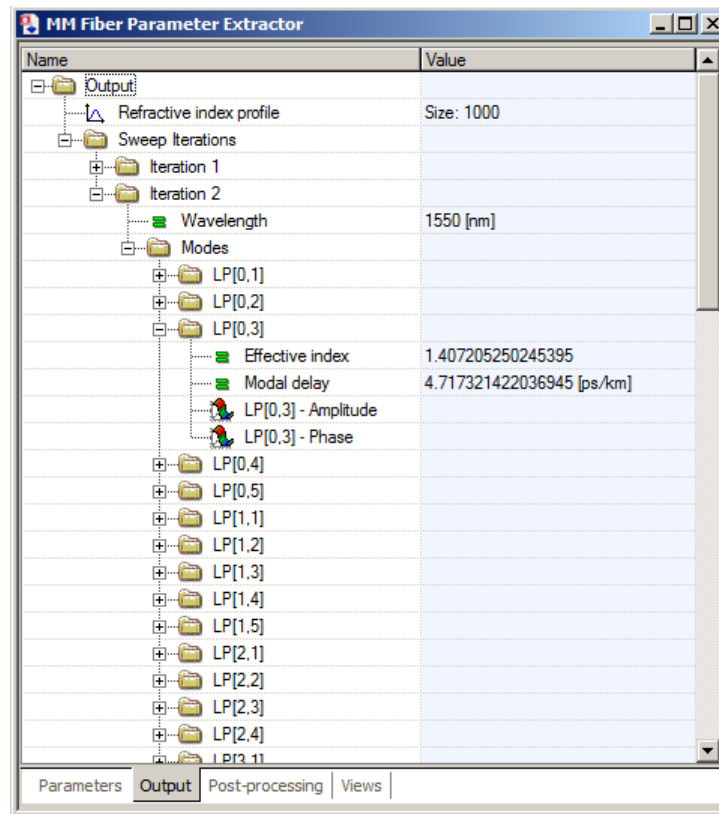 MM Fiber Parameter Extractor
Name Value
Output
Refractive index profile Size: 1000
Sweep Iterations
Iteration 1
Iteration 2
Wavelength 1550 [nm]
Modes
LP[0,1]
LP[0,2]
LP[0,3]
Effective index 1.407205250245395
Modal delay 4.717321422036945 [ps/km]
LP[0,3] - Amplitude
LP[0,3] - Phase
LP[0,4]
LP[0,5]
LP[1,1]
LP[1,2]
LP[1,3]
LP[1,4]
LP[1,5]
LP[2,1]
LP[2,2]
LP[2,3]
LP[2,4]
LP[3,1]
Parameters Output Post-processing Views